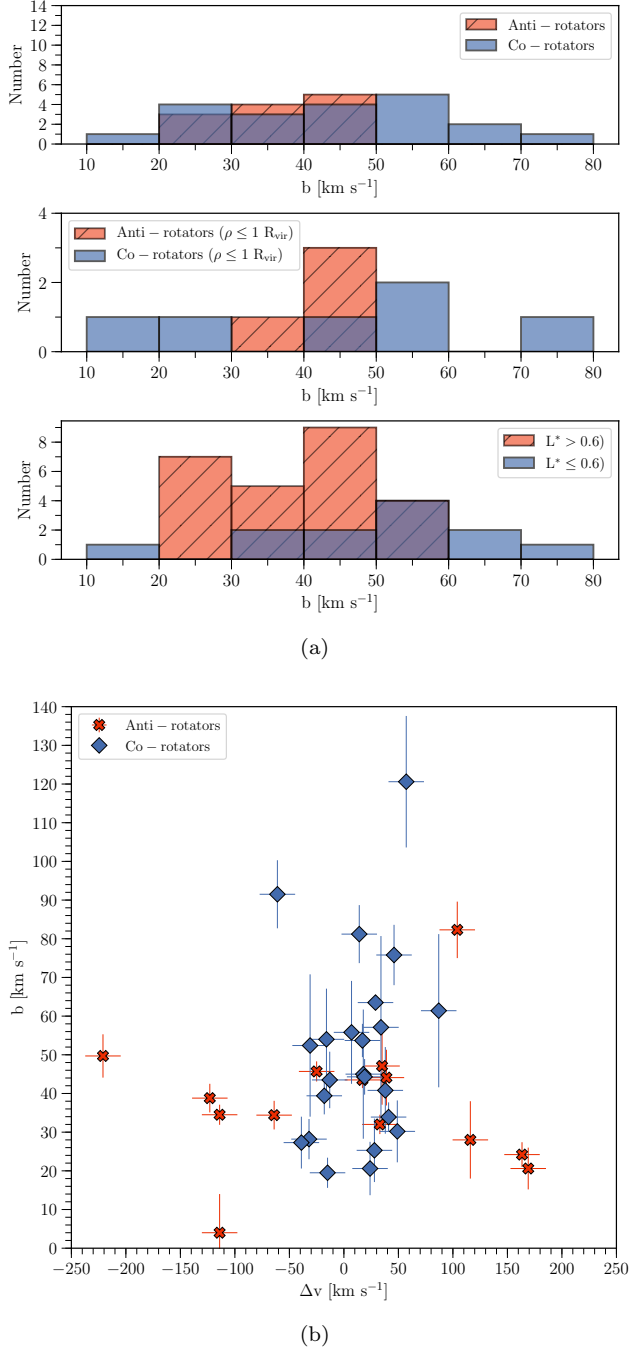 14
12
10
8
6
4
2
0
Number
Anti – rotators
Co – rotators
10 20 30 40 50 60 70 80
b [km s⁻¹]
4
2
0
Number
Anti – rotators (ρ ≤ 1 Rvir)
Co – rotators (ρ ≤ 1 Rvir)
10 20 30 40 50 60 70 80
b [km s⁻¹]
8
6
4
2
0
Number
L* > 0.6)
L* ≤ 0.6)
10 20 30 40 50 60 70 80
b [km s⁻¹]
(a)
140
130
120
110
100
90
80
70
60
50
40
30
20
10
0
b [km s⁻¹]
Anti – rotators
Co – rotators
−250 −200 −150 −100 −50 0 50 100 150 200 250
Δv [km s⁻¹]
(b)